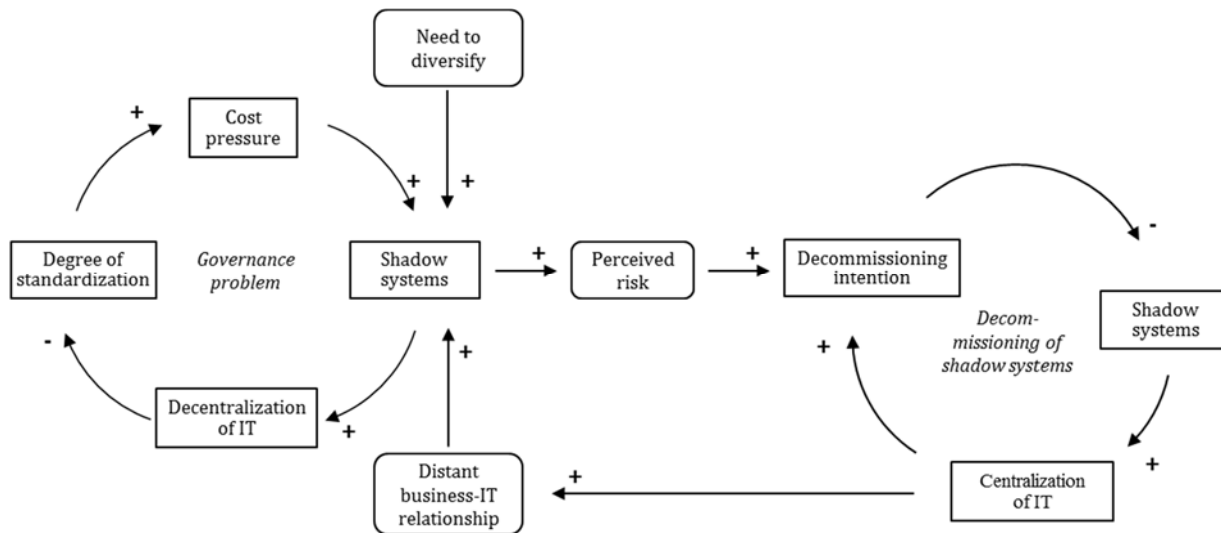 Need to
diversify
+
Cost
pressure
+
+
-
Degree of
standardization
Governance
problem
Shadow
systems
+
Perceived
risk
+
Decommissioning
intention
Decom-
missioning of
shadow systems
Shadow
systems
-
+
+
Decentralization
of IT
+
+
Distant
business-IT
relationship
+
Centralization
of IT